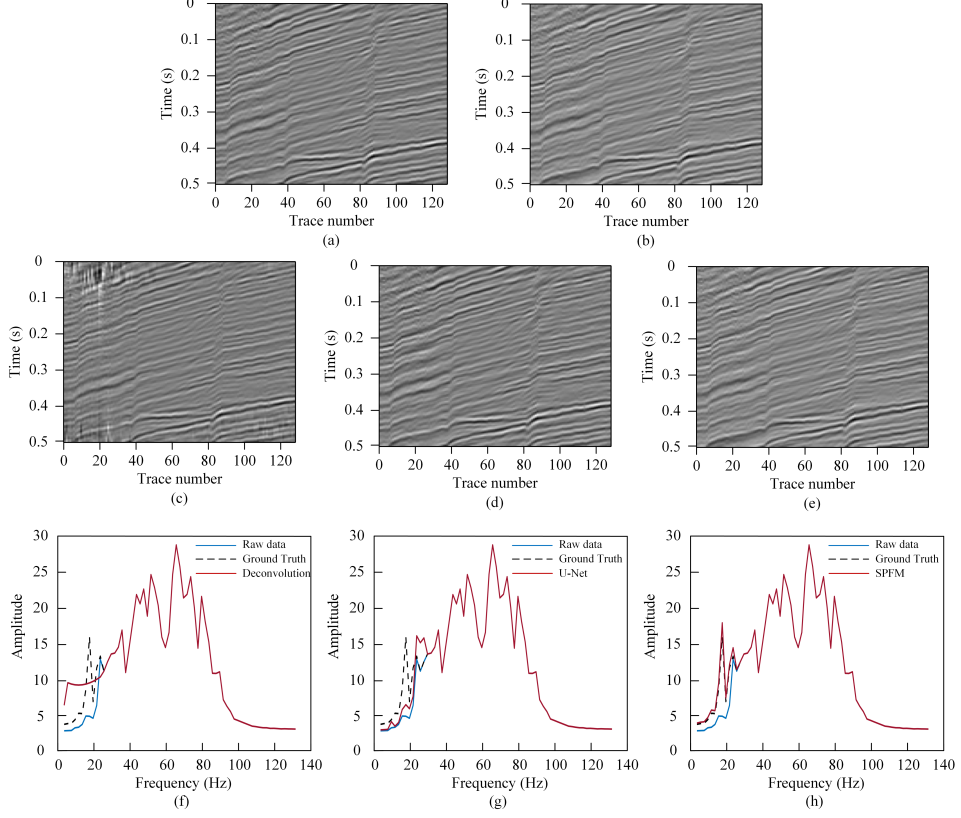 0
0.1
0.2
0.3
0.4
0.5
Time (s)
0 20 40 60 80 100 120
Trace number
(a)
0
0.1
0.2
0.3
0.4
0.5
Time (s)
0 20 40 60 80 100 120
Trace number
(b)
0
0.1
0.2
0.3
0.4
0.5
Time (s)
0 20 40 60 80 100 120
Trace number
(c)
0
0.1
0.2
0.3
0.4
0.5
Time (s)
0 20 40 60 80 100 120
Trace number
(d)
0
0.1
0.2
0.3
0.4
0.5
Time (s)
0 20 40 60 80 100 120
Trace number
(e)
30
25
20
15
10
5
0
Amplitude
Raw data
Ground Truth
Deconvolution
0 20 40 60 80 100 120 140
Frequency (Hz)
(f)
30
25
20
15
10
5
0
Amplitude
Raw data
Ground Truth
U-Net
0 20 40 60 80 100 120 140
Frequency (Hz)
(g)
30
25
20
15
10
5
0
Amplitude
Raw data
Ground Truth
SPFM
0 20 40 60 80 100 120 140
Frequency (Hz)
(h)